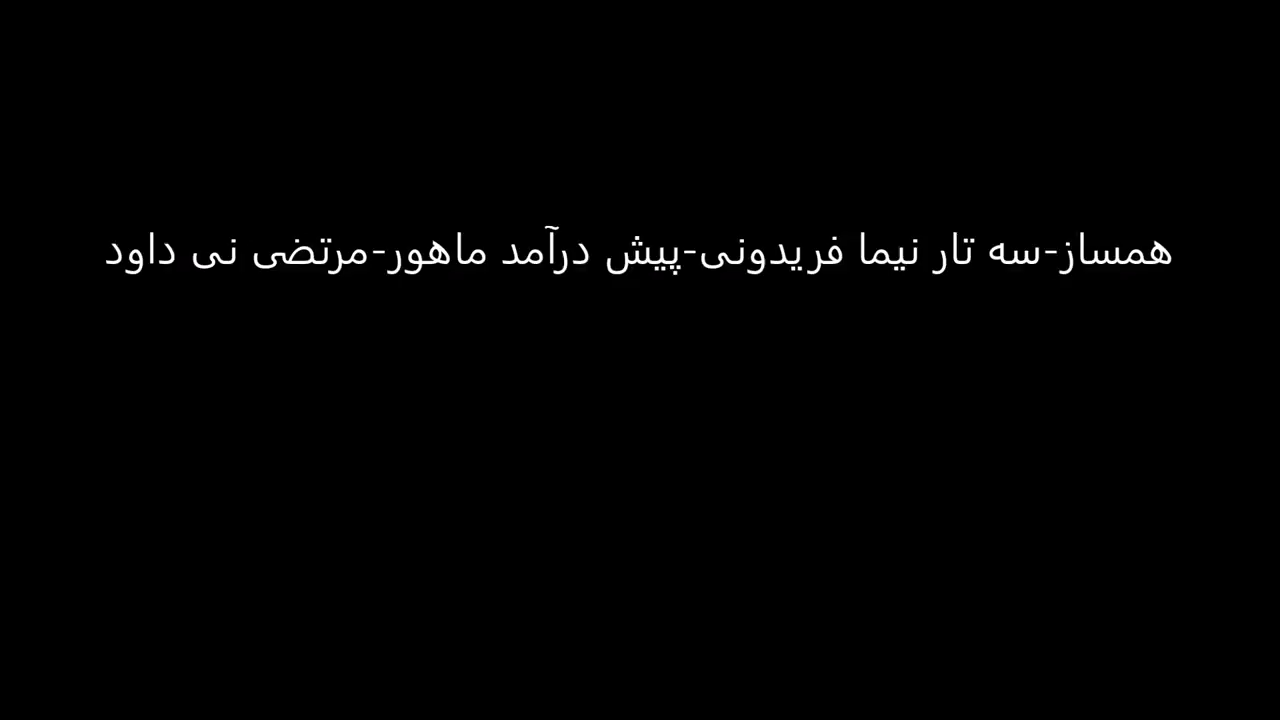 همساز-سه تار نیما فریدونی-پیش درآمد ماهور-مرتضی نی داود